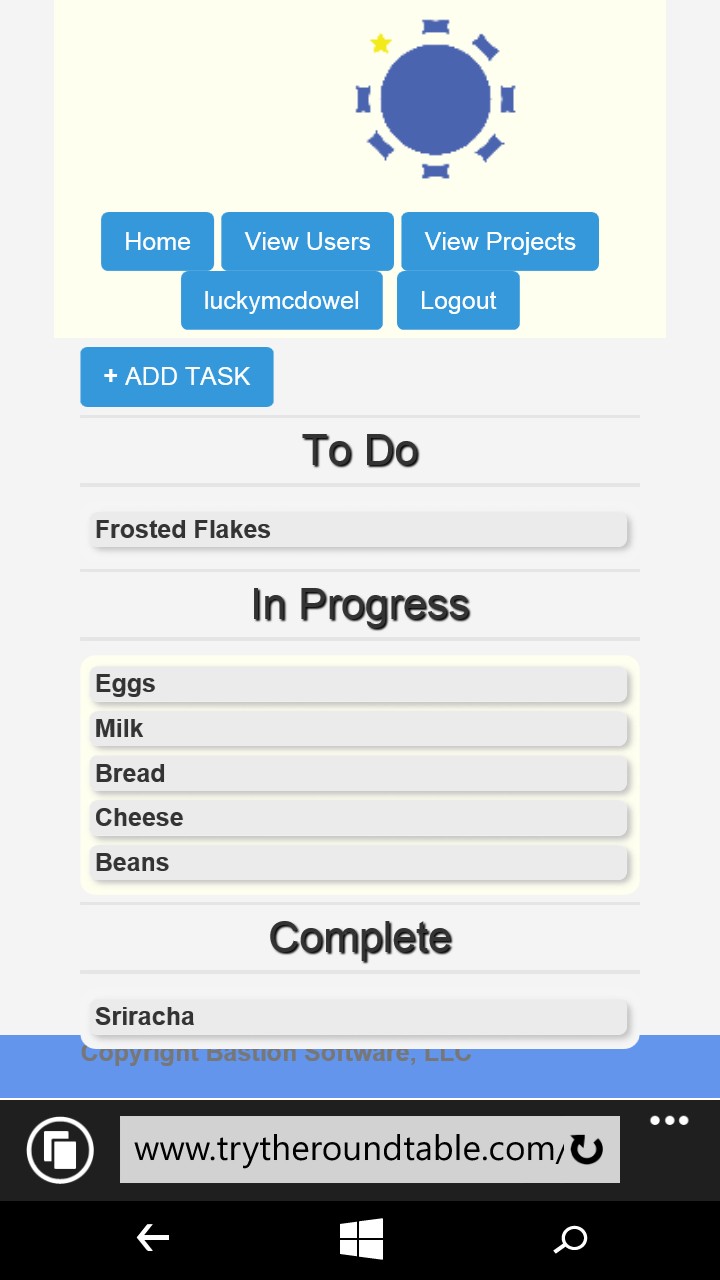 Home View Users View Projects
luckymcdowel Logout
+ ADD TASK
To Do
Frosted Flakes
In Progress
Eggs
Milk
Bread
Cheese
Beans
Complete
Sriracha
Copyright Bastion Software, LLC
www.trytheroundtable.com/